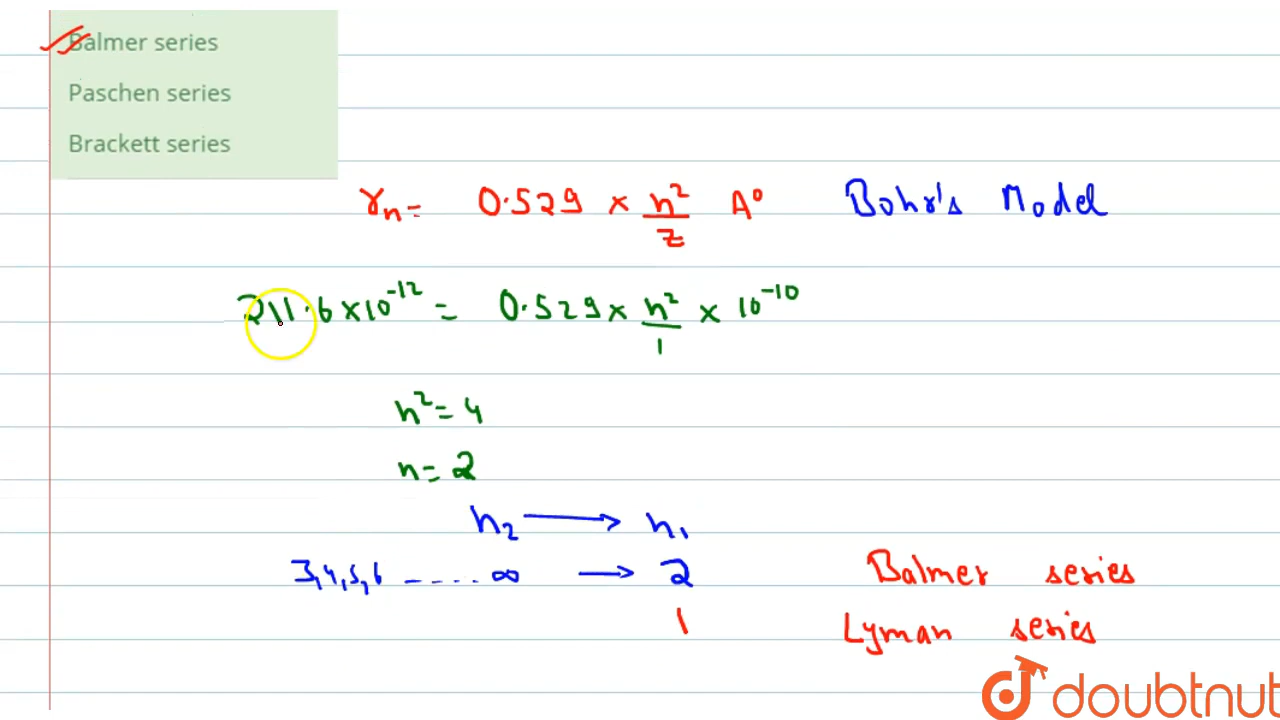 Balmer series
Paschen series
Brackett series
rn = 0.529 × n²/z A° Bohr's Model
211.6 × 10⁻¹² = 0.529 × n²/1 × 10⁻¹⁰
n² = 4
n = 2
n₂ ⟶ n₁
3,4,5,6 ----- ∞ ⟶ 2 Balmer series
1 Lyman series
doubtnut